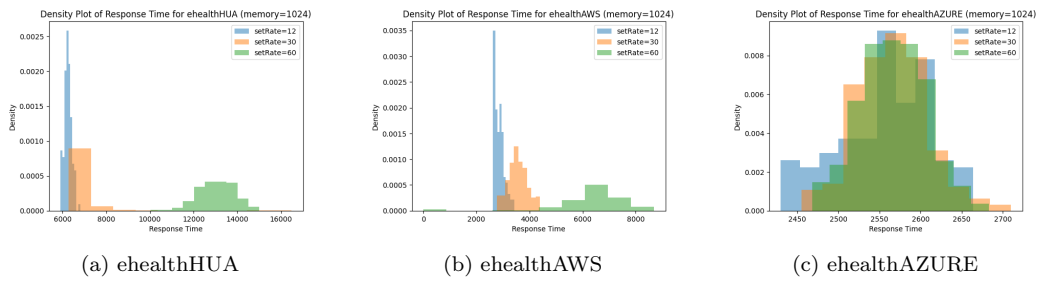 Density Plot of Response Time for ehealthHUA (memory=1024)
setRate=12
setRate=30
setRate=60
0.0025
0.0020
0.0015
0.0010
0.0005
0.0000
Density
6000 8000 10000 12000 14000 16000
Response Time
(a) ehealthHUA
Density Plot of Response Time for ehealthAWS (memory=1024)
setRate=12
setRate=30
setRate=60
0.0035
0.0030
0.0025
0.0020
0.0015
0.0010
0.0005
0.0000
Density
0 2000 4000 6000 8000
Response Time
(b) ehealthAWS
Density Plot of Response Time for ehealthAZURE (memory=1024)
setRate=12
setRate=30
setRate=60
0.008
0.006
0.004
0.002
0.000
Density
2450 2500 2550 2600 2650 2700
Response Time
(c) ehealthAZURE